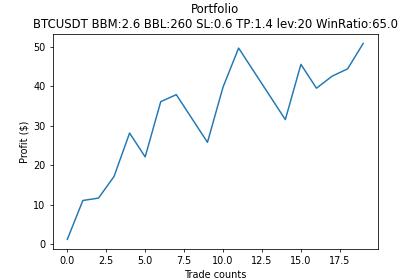 Portfolio
BTCUSDT BBM:2.6 BBL:260 SL:0.6 TP:1.4 lev:20 WinRatio:65.0
50
40
30
20
10
0
Profit ($)
0.0 2.5 5.0 7.5 10.0 12.5 15.0 17.5
Trade counts